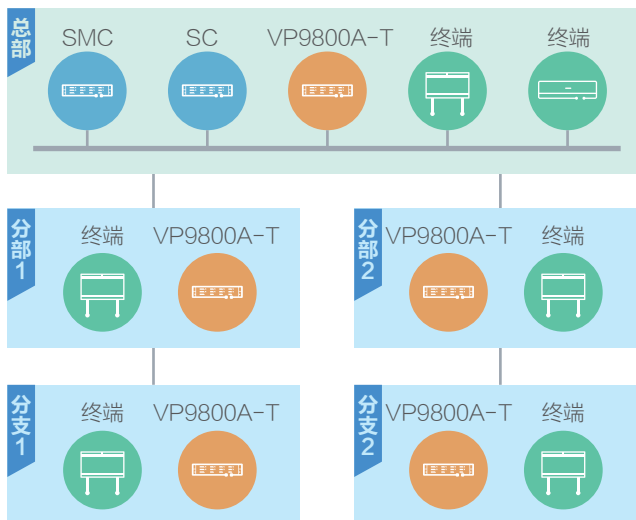 总部
SMC SC VP9800A-T 终端 终端
分部1
终端 VP9800A-T
分部2
VP9800A-T 终端
分支1
终端 VP9800A-T
分支2
VP9800A-T 终端